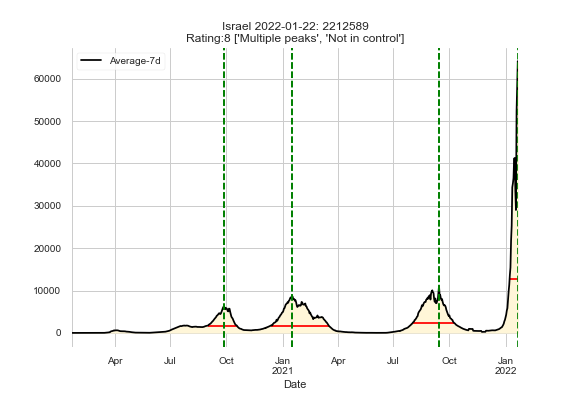 Israel 2022-01-22: 2212589
Rating:8 ['Multiple peaks', 'Not in control']
Average-7d
60000
50000
40000
30000
20000
10000
0
Apr Jul Oct Jan Apr Jul Oct Jan
2021 2022
Date